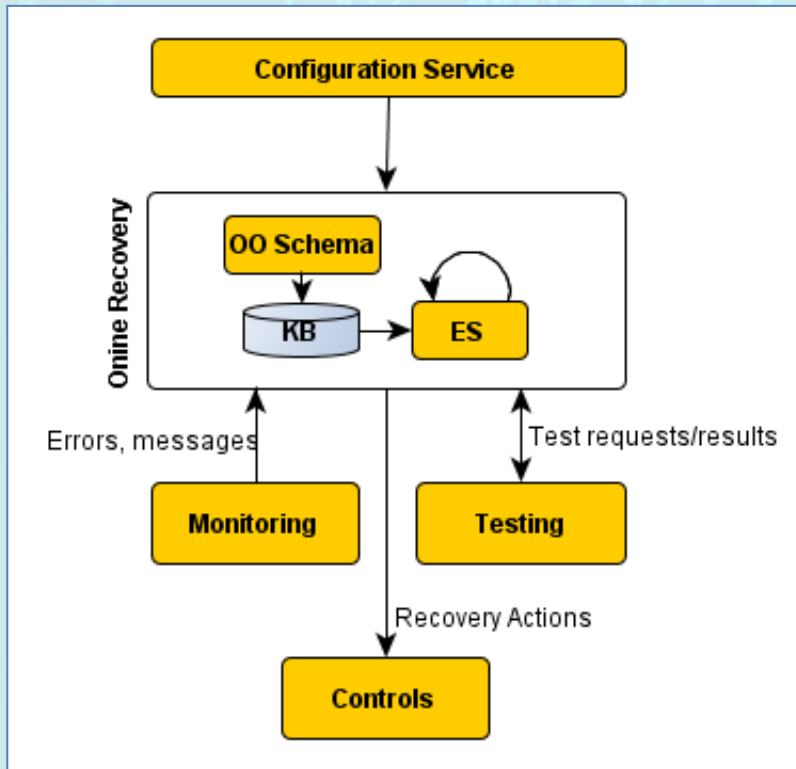 Configuration Service
Onine Recovery
OO Schema
KB
ES
Errors, messages
Test requests/results
Monitoring
Testing
Recovery Actions
Controls